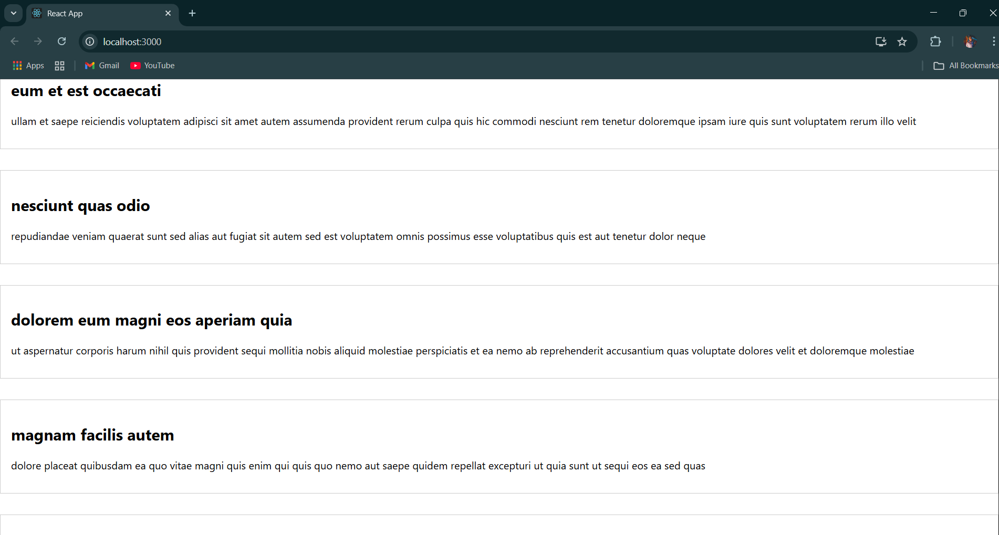 React App
localhost:3000
Apps
Gmail
YouTube
All Bookmarks
eum et est occaecati
ullam et saepe reiciendis voluptatem adipisci sit amet autem assumenda provident rerum culpa quis hic commodi nesciunt rem tenetur doloremque ipsam iure quis sunt voluptatem rerum illo velit
nesciunt quas odio
repudiandae veniam quaerat sunt sed alias aut fugiat sit autem sed est voluptatem omnis possimus esse voluptatibus quis est aut tenetur dolor neque
dolorem eum magni eos aperiam quia
ut aspernatur corporis harum nihil quis provident sequi mollitia nobis aliquid molestiae perspiciatis et ea nemo ab reprehenderit accusantium quas voluptate dolores velit et doloremque molestiae
magnam facilis autem
dolore placeat quibusdam ea quo vitae magni quis enim qui quis quo nemo aut saepe quidem repellat excepturi ut quia sunt ut sequi eos ea sed quas